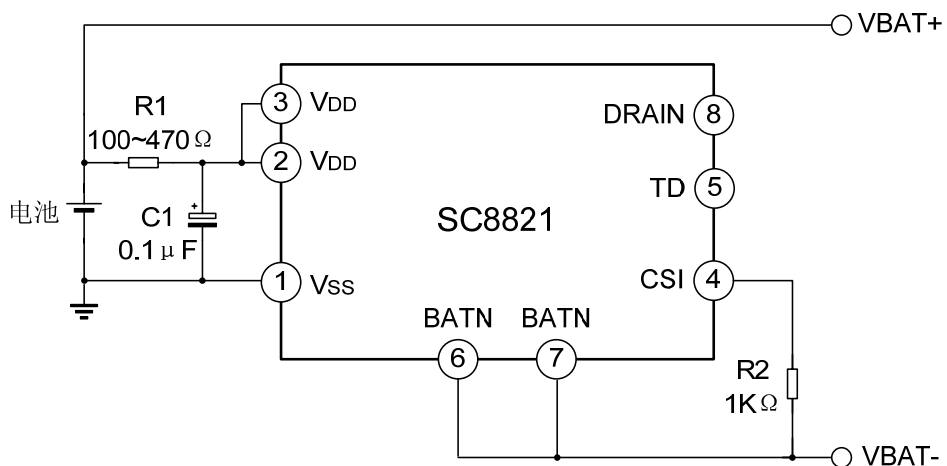 VBAT+
3 VDD
DRAIN 8
R1
100~470Ω
2 VDD
TD 5
电池
C1
0.1μF
SC8821
1 VSS
CSI 4
BATN BATN
6 7
R2
1KΩ
VBAT-
+